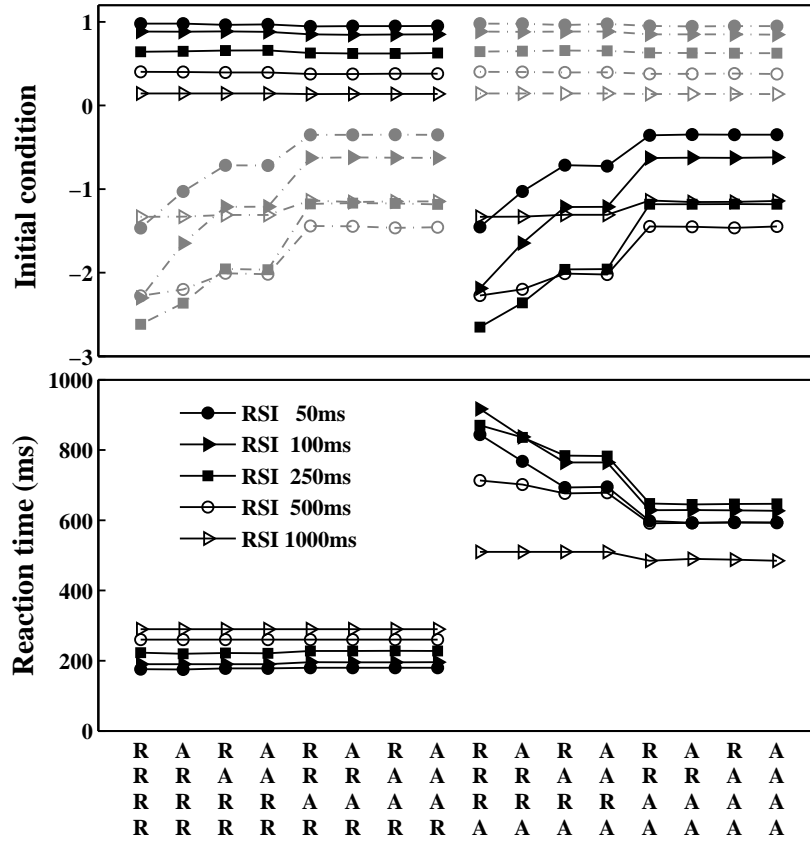 1
0
−1
−2
−3
Initial condition
1000
800
600
400
200
0
Reaction time (ms)
RSI 50ms
RSI 100ms
RSI 250ms
RSI 500ms
RSI 1000ms
R A R A R A R A R A R A R A R A
R R A A R R A A R R A A R R A A
R R R R A A A A R R R R A A A A
R R R R R R R R A A A A A A A A